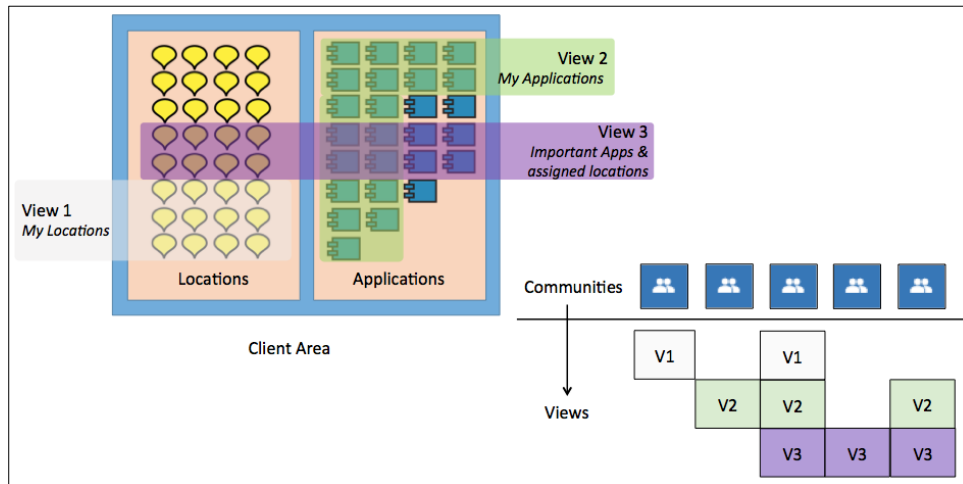 View 2
My Applications
View 3
Important Apps &
assigned locations
View 1
My Locations
Locations
Applications
Client Area
Communities
Views
V1
V1
V2
V2
V2
V3
V3
V3